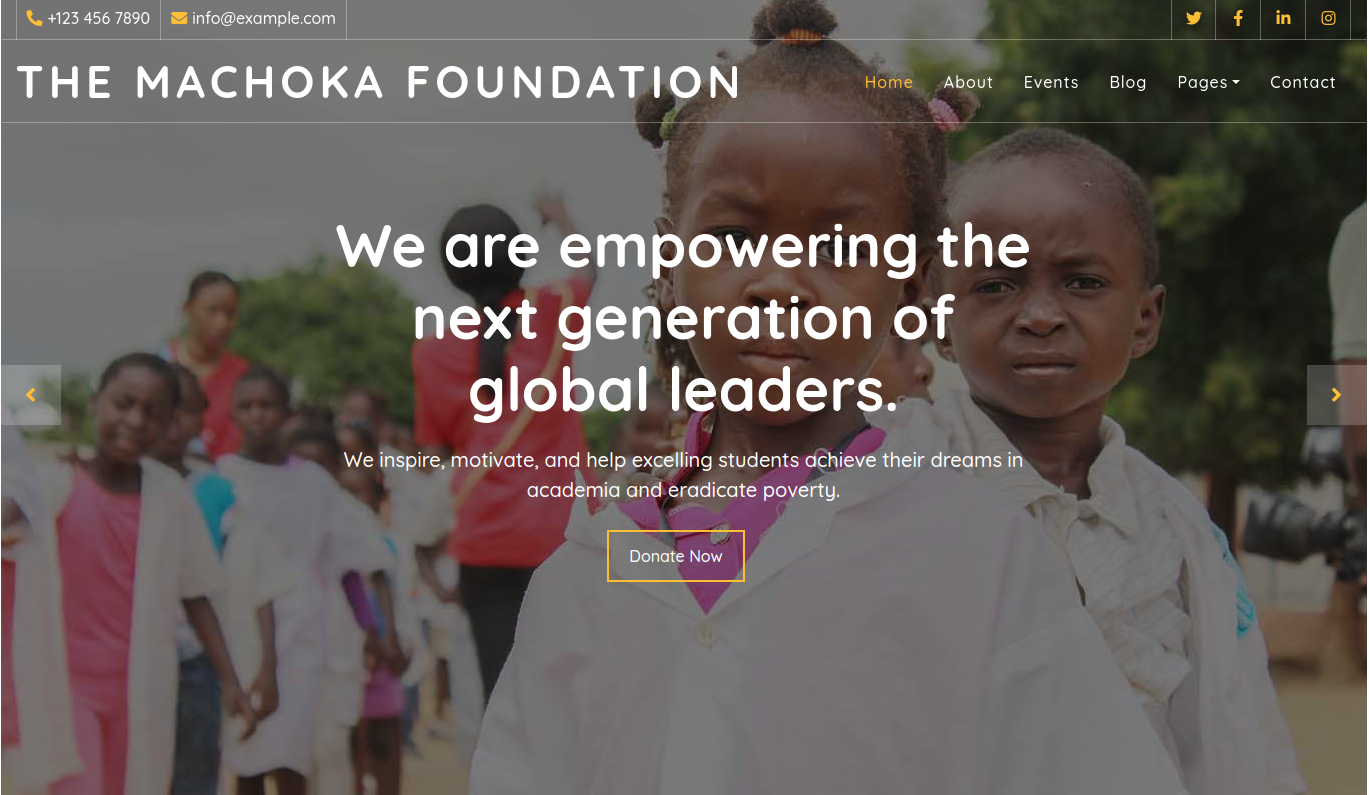 +123 456 7890 info@example.com
THE MACHOKA FOUNDATION
Home About Events Blog Pages Contact
We are empowering the
next generation of
global leaders.
We inspire, motivate, and help excelling students achieve their dreams in
academia and eradicate poverty.
Donate Now